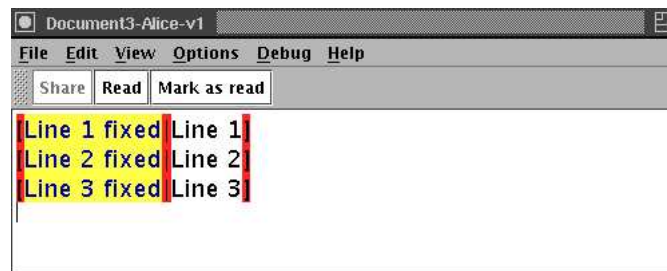 Document3-Alice-v1
File Edit View Options Debug Help
Share Read Mark as read
[Line 1 fixed|Line 1]
[Line 2 fixed|Line 2]
[Line 3 fixed|Line 3]